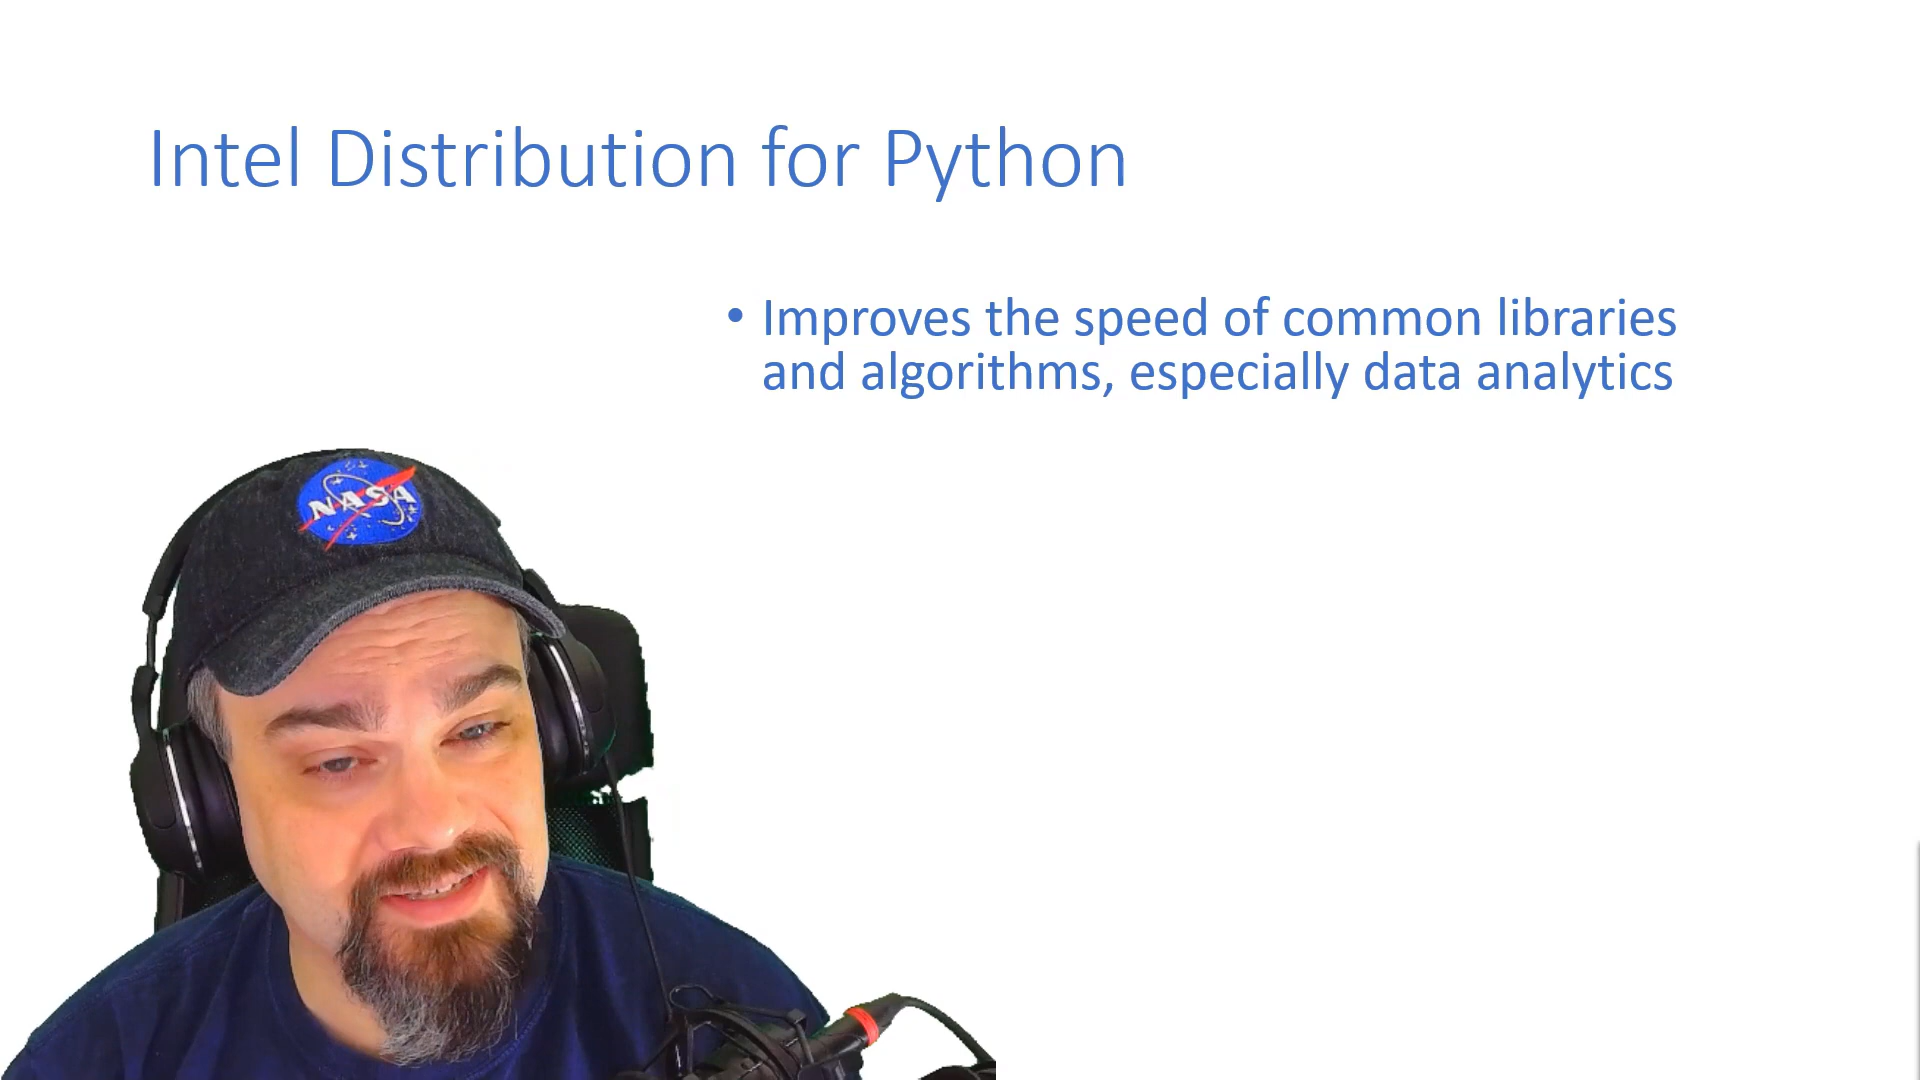 Intel Distribution for Python
• Improves the speed of common libraries
and algorithms, especially data analytics
NASA